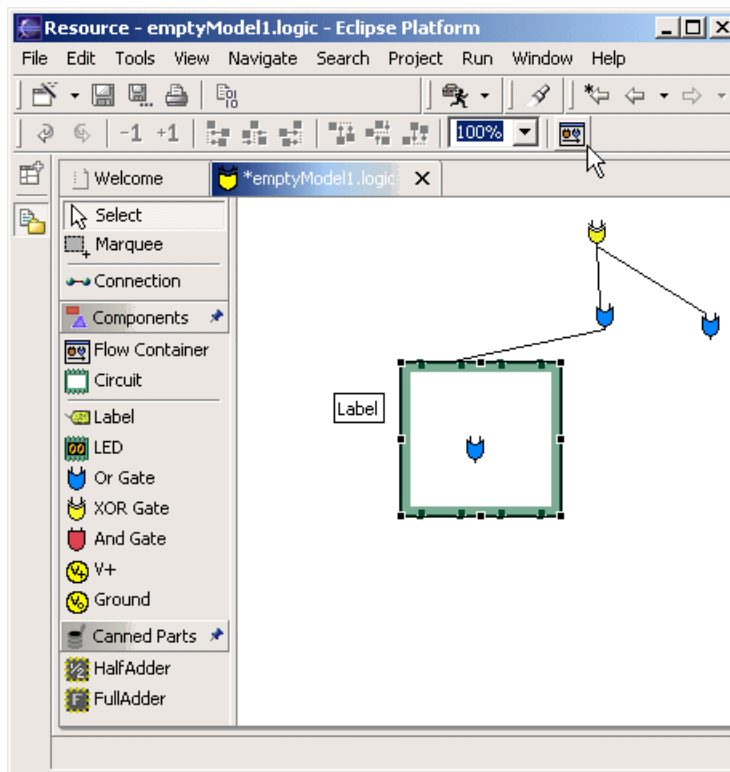 Resource - emptyModel1.logic - Eclipse Platform
File Edit Tools View Navigate Search Project Run Window Help
-1 +1 100%
Welcome *emptyModel1.logic
Select
Marquee
Connection
Components
Flow Container
Circuit
Label
LED
Or Gate
XOR Gate
And Gate
V+
Ground
Canned Parts
HalfAdder
FullAdder
Label